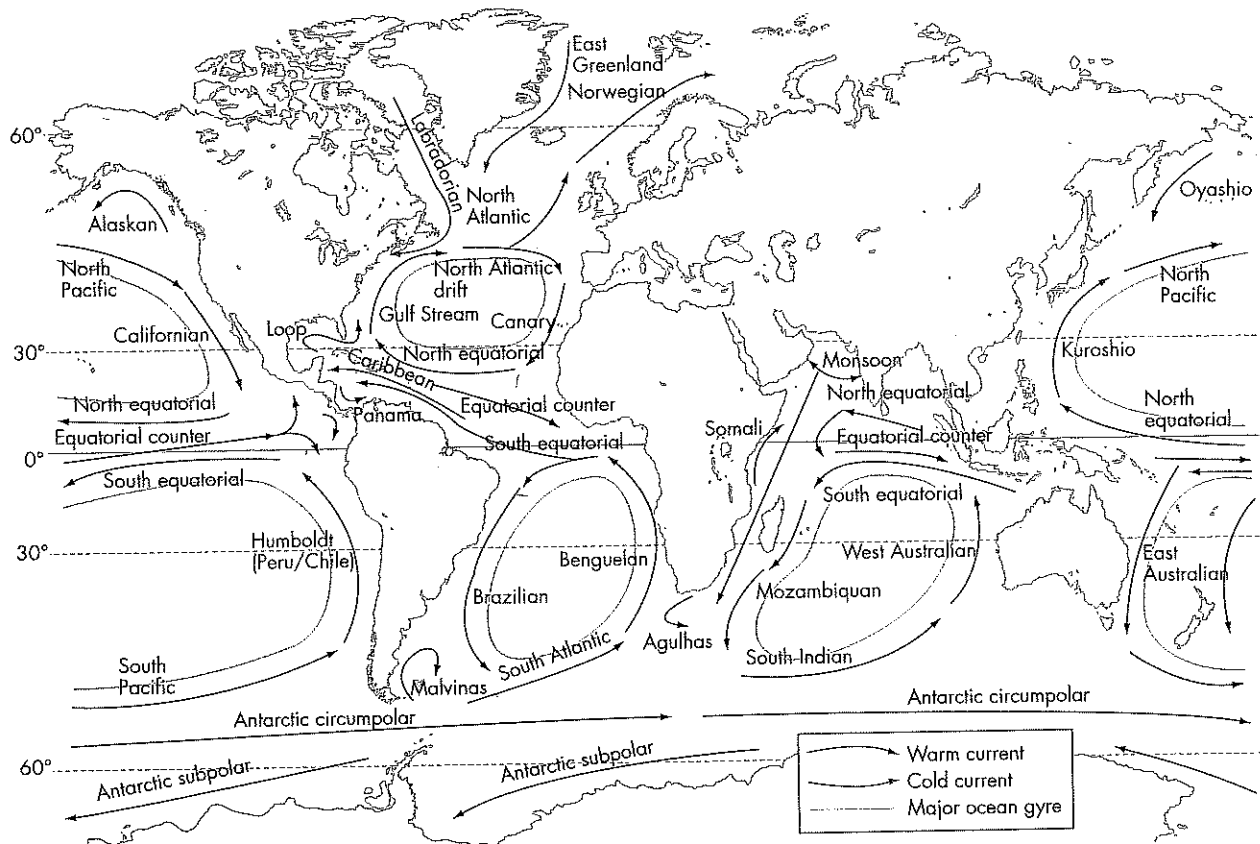 East
Greenland
Norwegian
60°
Labradorian
North
Atlantic
Oyashio
Alaskan
North
Pacific
North Atlantic
drift
North
Pacific
Gulf Stream
Canary
Californian
Loop
30°
North equatorial
Caribbean
Monsoon
Kuroshio
North equatorial
Panama
Equatorial counter
North equatorial
North
equatorial
Equatorial counter
South equatorial
Somali
Equatorial counter
0°
South equatorial
South equatorial
30°
Humboldt
(Peru/Chile)
Benguelan
West Australian
East
Australian
Brazilian
Mozambiquan
Agulhas
South Atlantic
South Indian
South
Pacific
Malvinas
Antarctic circumpolar
Antarctic circumpolar
60°
Antarctic subpolar
Antarctic subpolar
Warm current
Cold current
Major ocean gyre